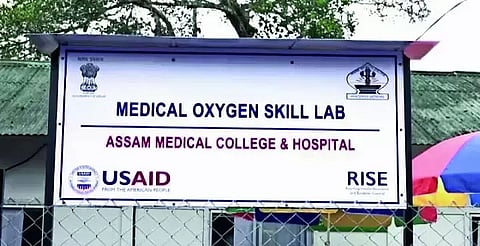 MEDICAL OXYGEN SKILL LAB
ASSAM MEDICAL COLLEGE & HOSPITAL
USAID
FROM THE AMERICAN PEOPLE
RISE